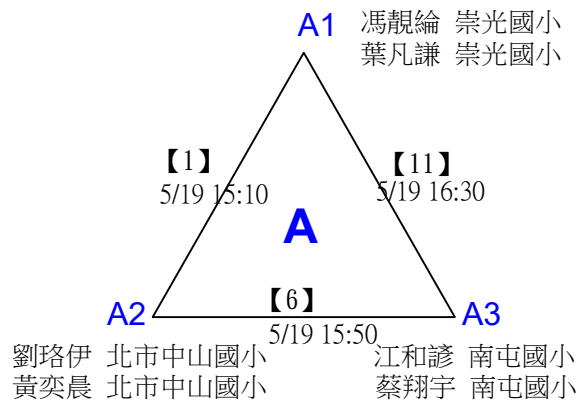 A1
馮靚綸 崇光國小
葉凡謙 崇光國小
【1】
5/19 15:10
【11】
5/19 16:30
A
A2
【6】
5/19 15:50
A3
劉珞伊 北市中山國小
黃奕晨 北市中山國小
江和諺 南屯國小
蔡翔宇 南屯國小